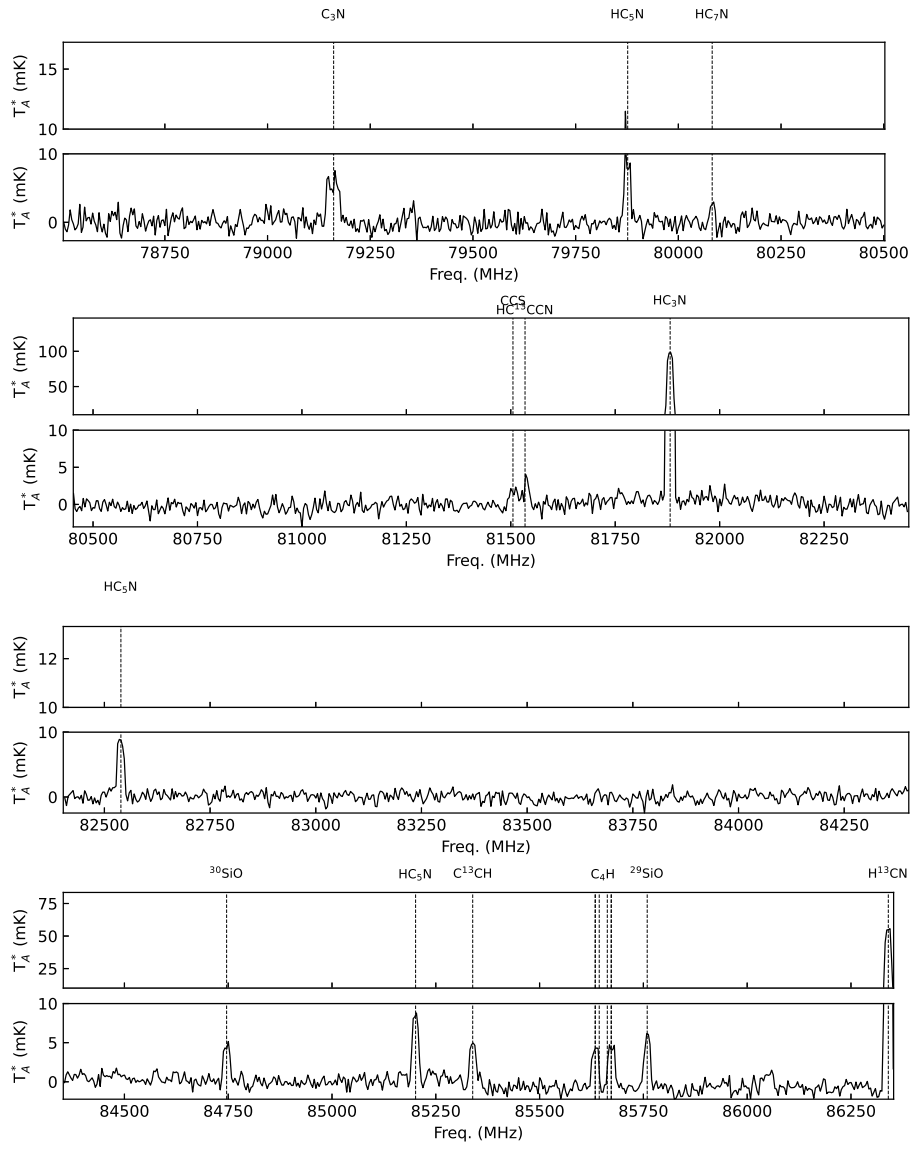 C₃N HC₅N HC₇N
15
10
T*A (mK)
10
0
T*A (mK)
78750 79000 79250 79500 79750 80000 80250 80500
Freq. (MHz)
CCS HC₃N
HC¹³CCN
100
50
T*A (mK)
10
5
0
T*A (mK)
80500 80750 81000 81250 81500 81750 82000 82250
Freq. (MHz)
HC₅N
12
10
T*A (mK)
10
0
T*A (mK)
82500 82750 83000 83250 83500 83750 84000 84250
Freq. (MHz)
³⁰SiO HC₅N C¹³CH C₄H ²⁹SiO H¹³CN
75
50
25
T*A (mK)
10
5
0
T*A (mK)
84500 84750 85000 85250 85500 85750 86000 86250
Freq. (MHz)